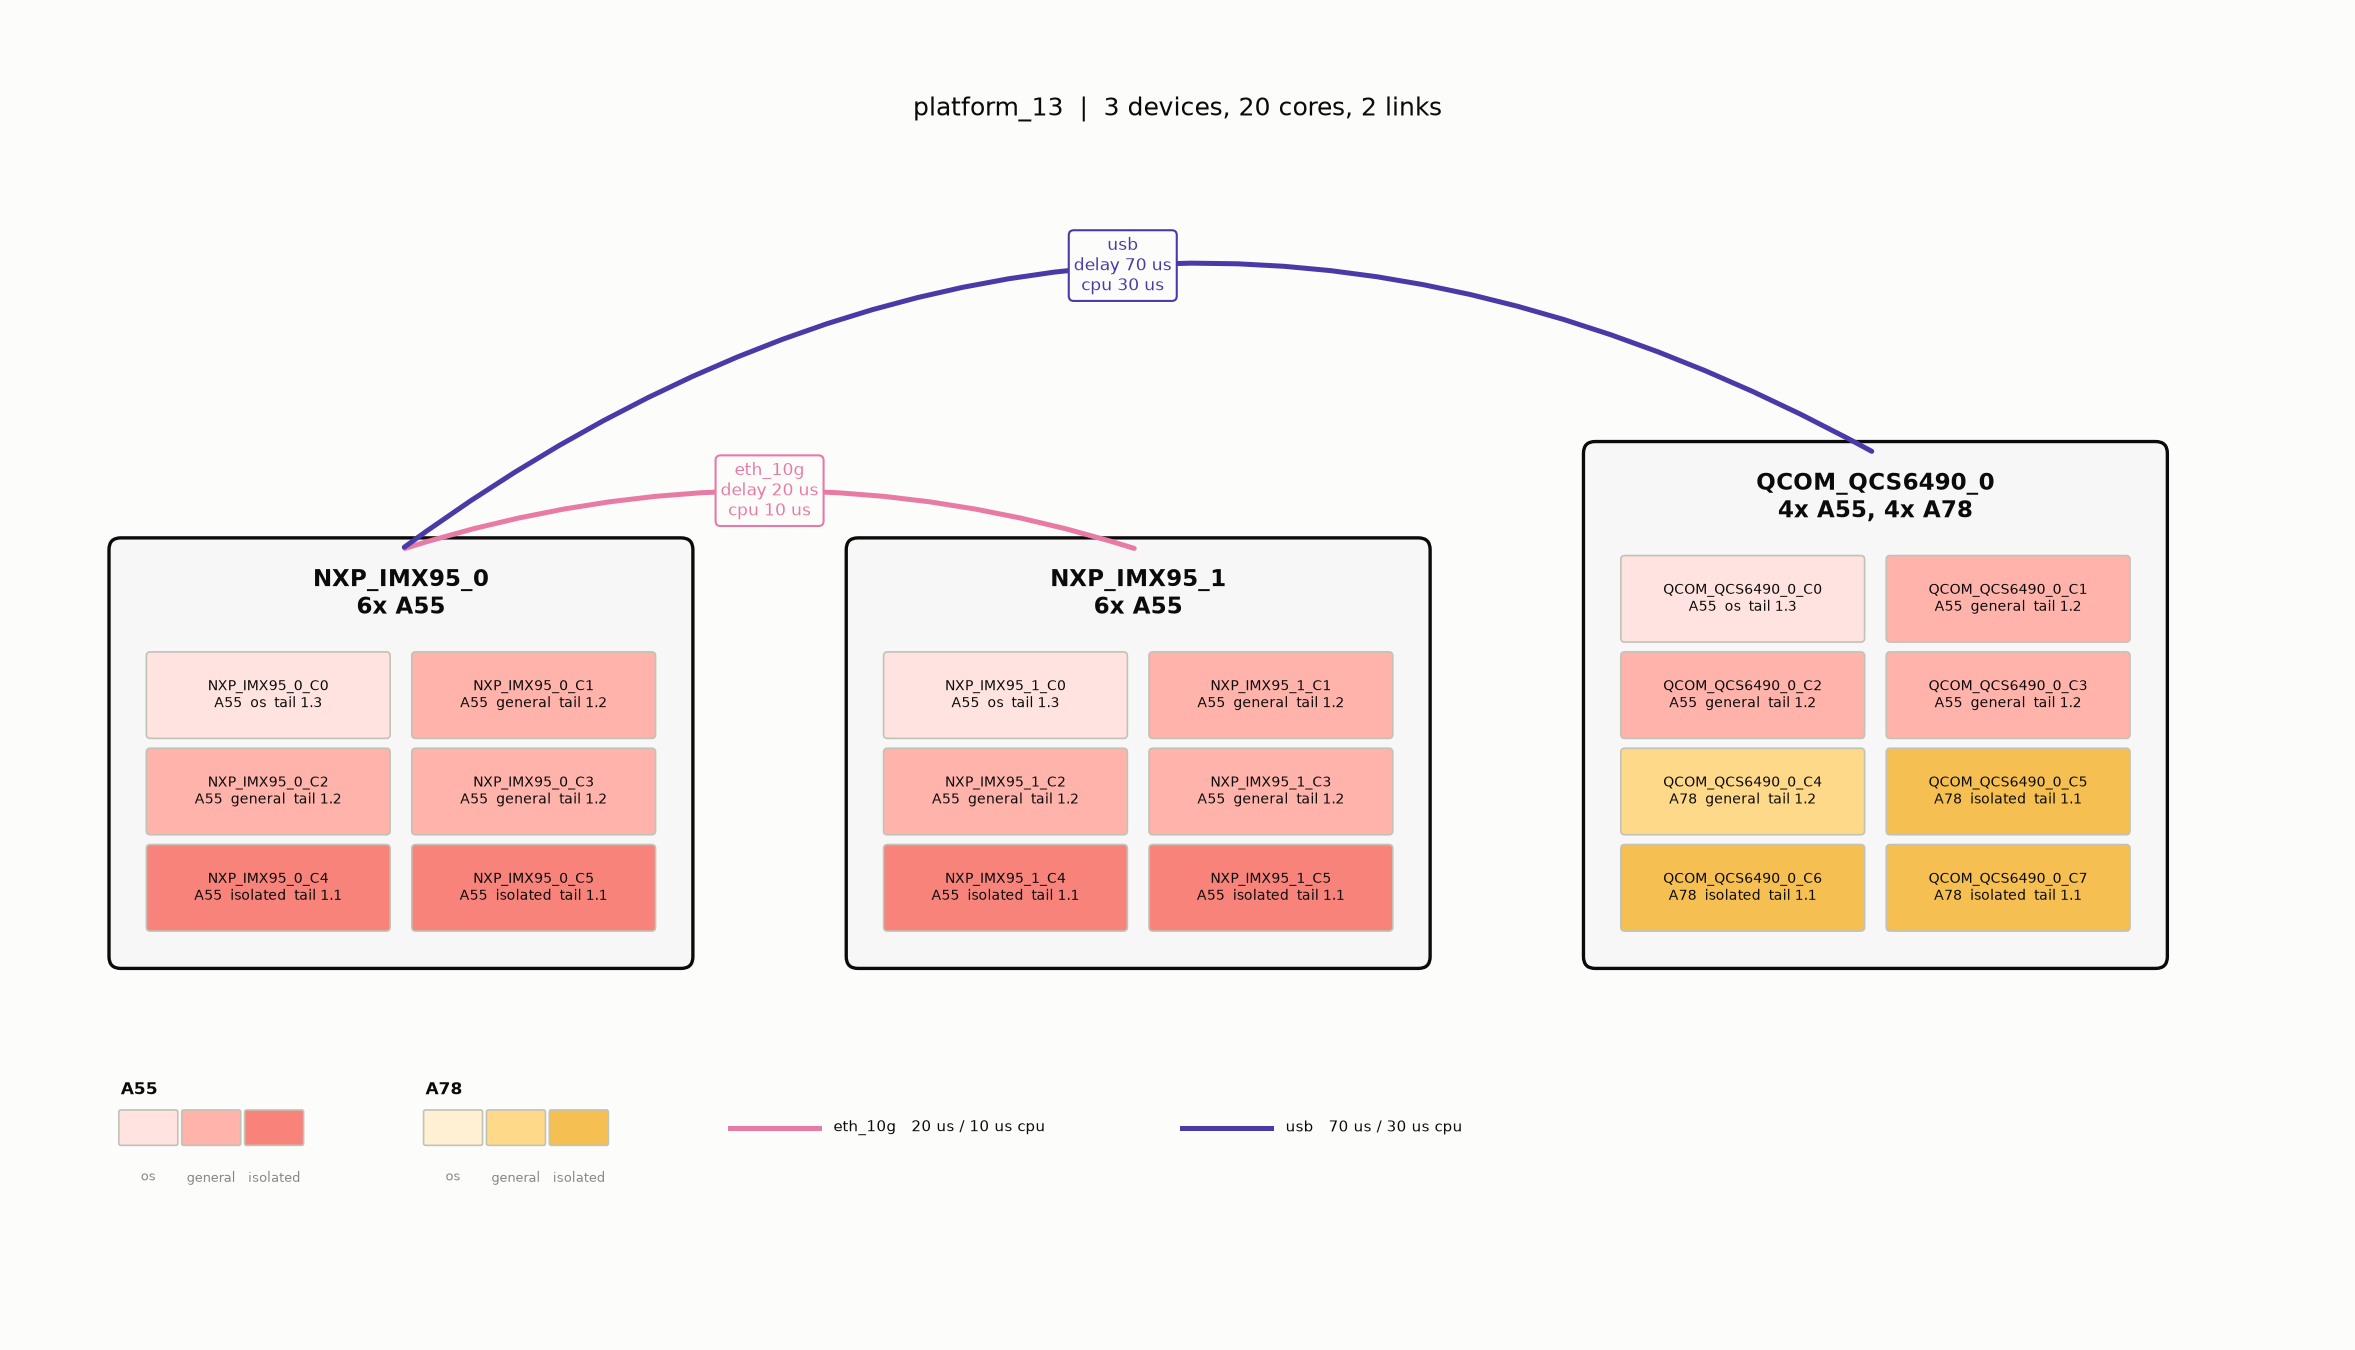 platform_13  |  3 devices, 20 cores, 2 links
usb
delay 70 us
cpu 30 us
eth_10g
delay 20 us
cpu 10 us
NXP_IMX95_0
6x A55
NXP_IMX95_0_C0
A55  os  tail 1.3
NXP_IMX95_0_C1
A55  general  tail 1.2
NXP_IMX95_0_C2
A55  general  tail 1.2
NXP_IMX95_0_C3
A55  general  tail 1.2
NXP_IMX95_0_C4
A55  isolated  tail 1.1
NXP_IMX95_0_C5
A55  isolated  tail 1.1
NXP_IMX95_1
6x A55
NXP_IMX95_1_C0
A55  os  tail 1.3
NXP_IMX95_1_C1
A55  general  tail 1.2
NXP_IMX95_1_C2
A55  general  tail 1.2
NXP_IMX95_1_C3
A55  general  tail 1.2
NXP_IMX95_1_C4
A55  isolated  tail 1.1
NXP_IMX95_1_C5
A55  isolated  tail 1.1
QCOM_QCS6490_0
4x A55, 4x A78
QCOM_QCS6490_0_C0
A55  os  tail 1.3
QCOM_QCS6490_0_C1
A55  general  tail 1.2
QCOM_QCS6490_0_C2
A55  general  tail 1.2
QCOM_QCS6490_0_C3
A55  general  tail 1.2
QCOM_QCS6490_0_C4
A78  general  tail 1.2
QCOM_QCS6490_0_C5
A78  isolated  tail 1.1
QCOM_QCS6490_0_C6
A78  isolated  tail 1.1
QCOM_QCS6490_0_C7
A78  isolated  tail 1.1
A55
os  general  isolated
A78
os  general  isolated
eth_10g   20 us / 10 us cpu
usb   70 us / 30 us cpu